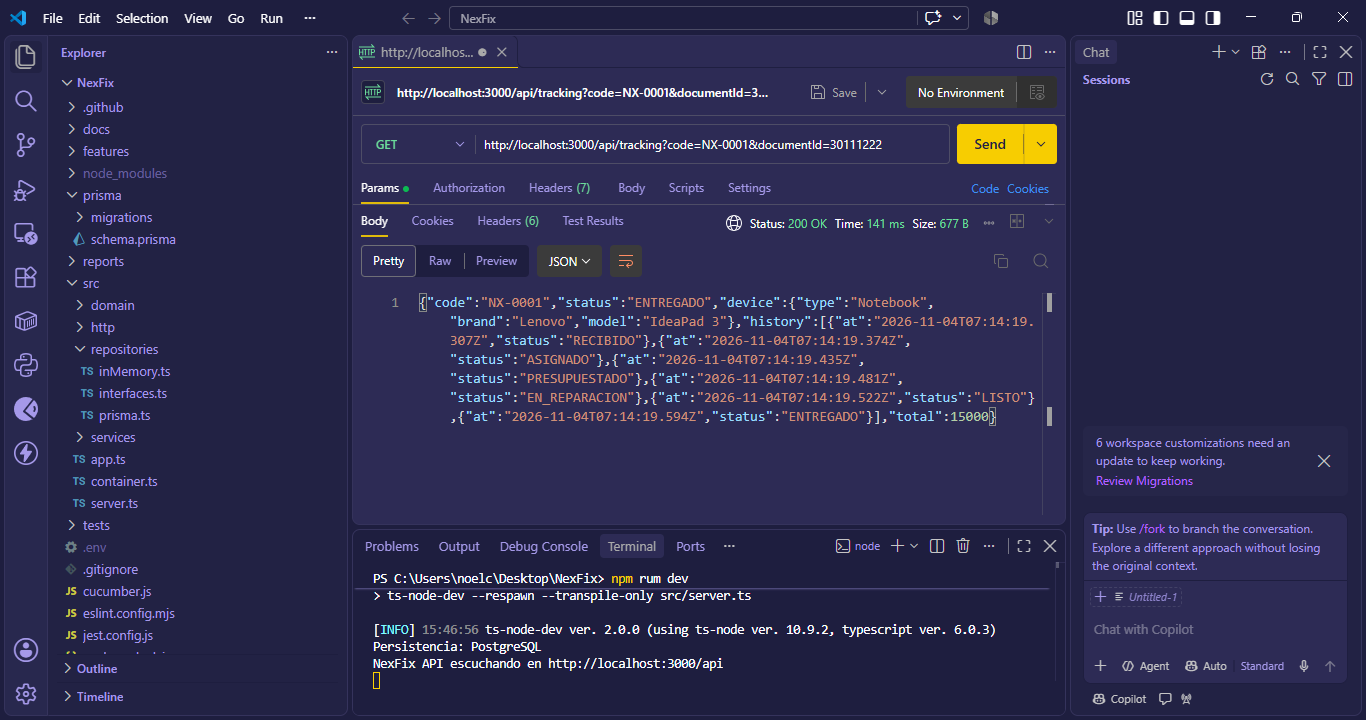 File Edit Selection View Go Run ···
NexFix
Explorer ···
NexFix
.github
docs
features
node_modules
prisma
migrations
schema.prisma
reports
src
domain
http
repositories
TS inMemory.ts
TS interfaces.ts
TS prisma.ts
services
TS app.ts
TS container.ts
TS server.ts
tests
.env
.gitignore
JS cucumber.js
JS eslint.config.mjs
JS jest.config.js
Outline
Timeline
HTTP http://localhos...
HTTP http://localhost:3000/api/tracking?code=NX-0001&documentId=3...
Save
No Environment
GET http://localhost:3000/api/tracking?code=NX-0001&documentId=30111222
Send
Params Authorization Headers (7) Body Scripts Settings Code Cookies
Body Cookies Headers (6) Test Results Status: 200 OK Time: 141 ms Size: 677 B
Pretty Raw Preview JSON
1 {"code":"NX-0001","status":"ENTREGADO","device":{"type":"Notebook",
"brand":"Lenovo","model":"IdeaPad 3"},"history":[{"at":"2026-11-04T07:14:19.
307Z","status":"RECIBIDO"},{"at":"2026-11-04T07:14:19.374Z",
"status":"ASIGNADO"},{"at":"2026-11-04T07:14:19.435Z",
"status":"PRESUPUESTADO"},{"at":"2026-11-04T07:14:19.481Z",
"status":"EN_REPARACION"},{"at":"2026-11-04T07:14:19.522Z","status":"LISTO"}
,{"at":"2026-11-04T07:14:19.594Z","status":"ENTREGADO"}],"total":15000}
Problems Output Debug Console Terminal Ports ··· node
PS C:\Users\noelc\Desktop\NexFix> npm rum dev
> ts-node-dev --respawn --transpile-only src/server.ts
[INFO] 15:46:56 ts-node-dev ver. 2.0.0 (using ts-node ver. 10.9.2, typescript ver. 6.0.3)
Persistencia: PostgreSQL
NexFix API escuchando en http://localhost:3000/api
Chat
Sessions
6 workspace customizations need an
update to keep working.
Review Migrations
Tip: Use /fork to branch the conversation.
Explore a different approach without losing
the original context.
Untitled-1
Chat with Copilot
Agent Auto Standard
Copilot